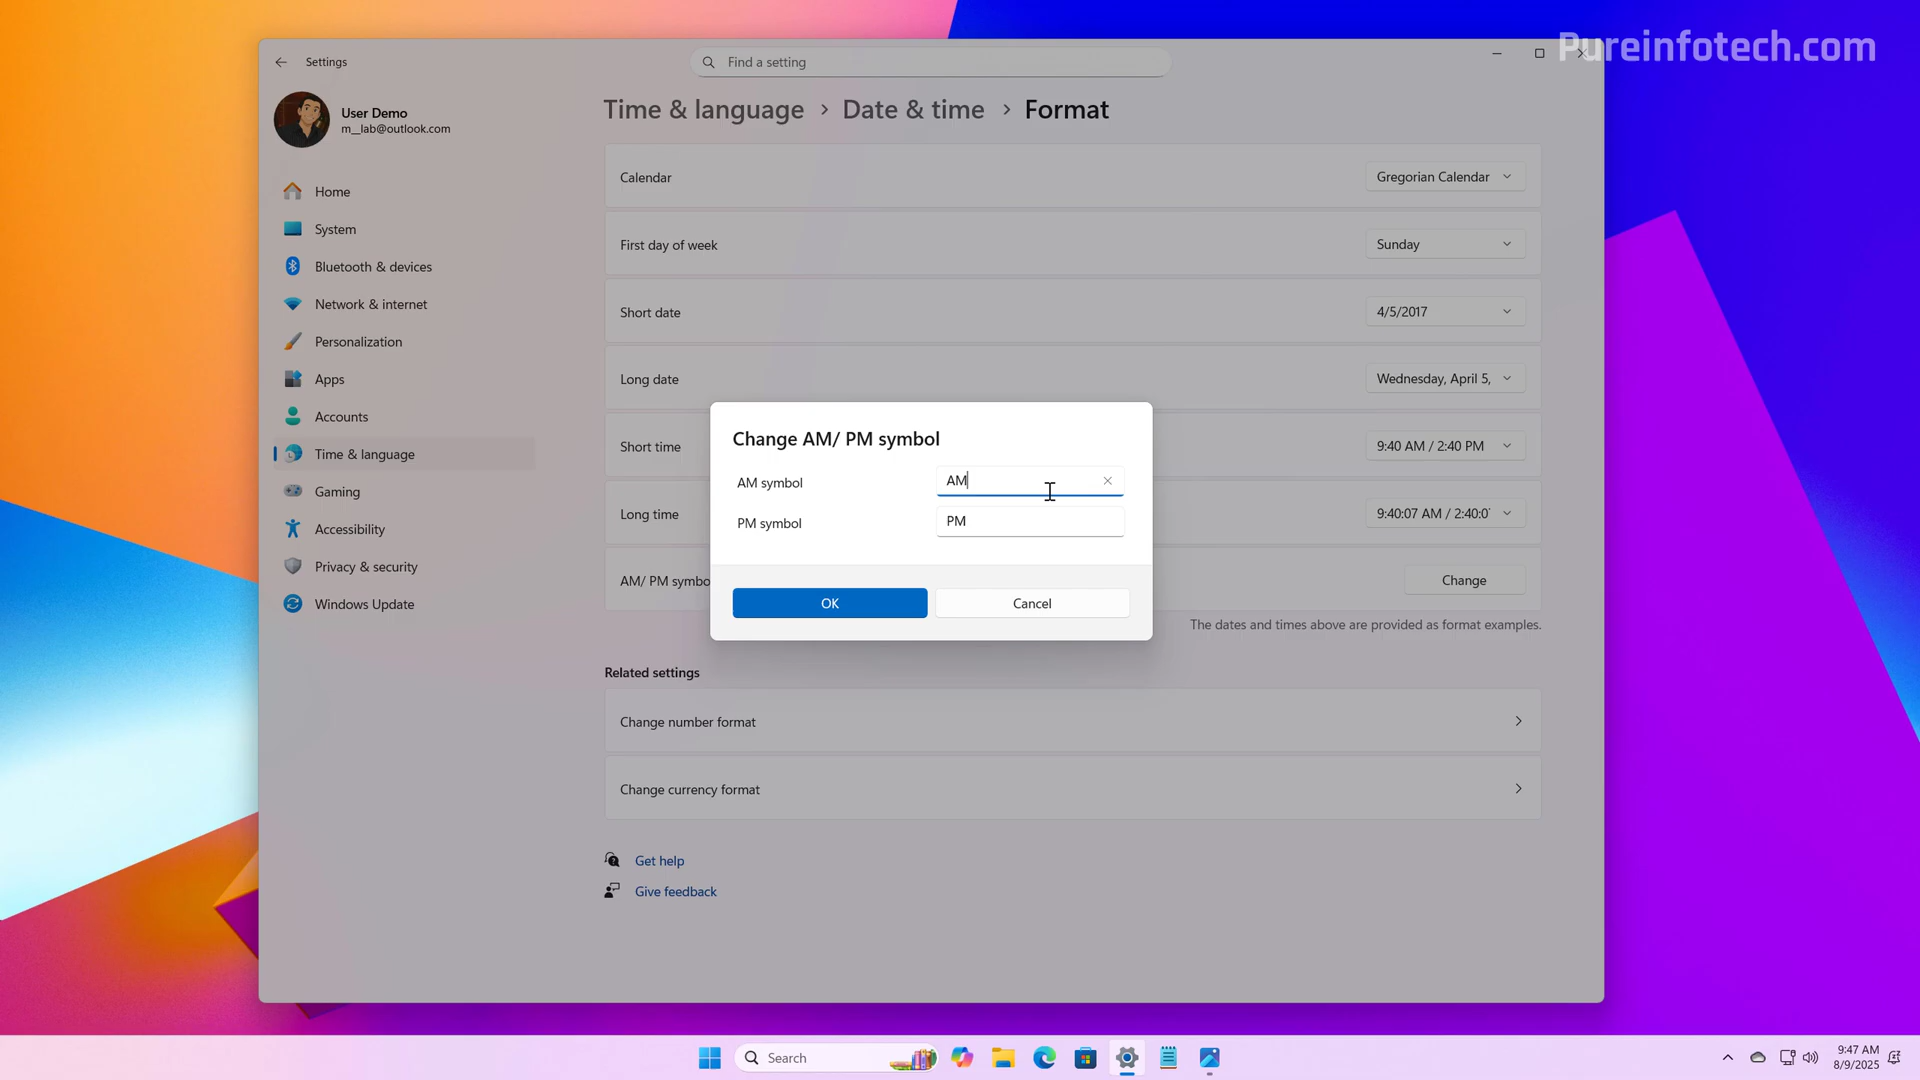 Pureinfotech.com
Settings
Find a setting
User Demo
m__lab@outlook.com
Home
System
Bluetooth & devices
Network & internet
Personalization
Apps
Accounts
Time & language
Gaming
Accessibility
Privacy & security
Windows Update
Time & language > Date & time > Format
Calendar
Gregorian Calendar
First day of week
Sunday
Short date
4/5/2017
Long date
Wednesday, April 5,
Short time
9:40 AM / 2:40 PM
Long time
9:40:07 AM / 2:40:0
AM/ PM symbo
Change
The dates and times above are provided as format examples.
Change AM/ PM symbol
AM symbol
AM
PM symbol
PM
OK
Cancel
Related settings
Change number format
Change currency format
Get help
Give feedback
Search
9:47 AM
8/9/2025